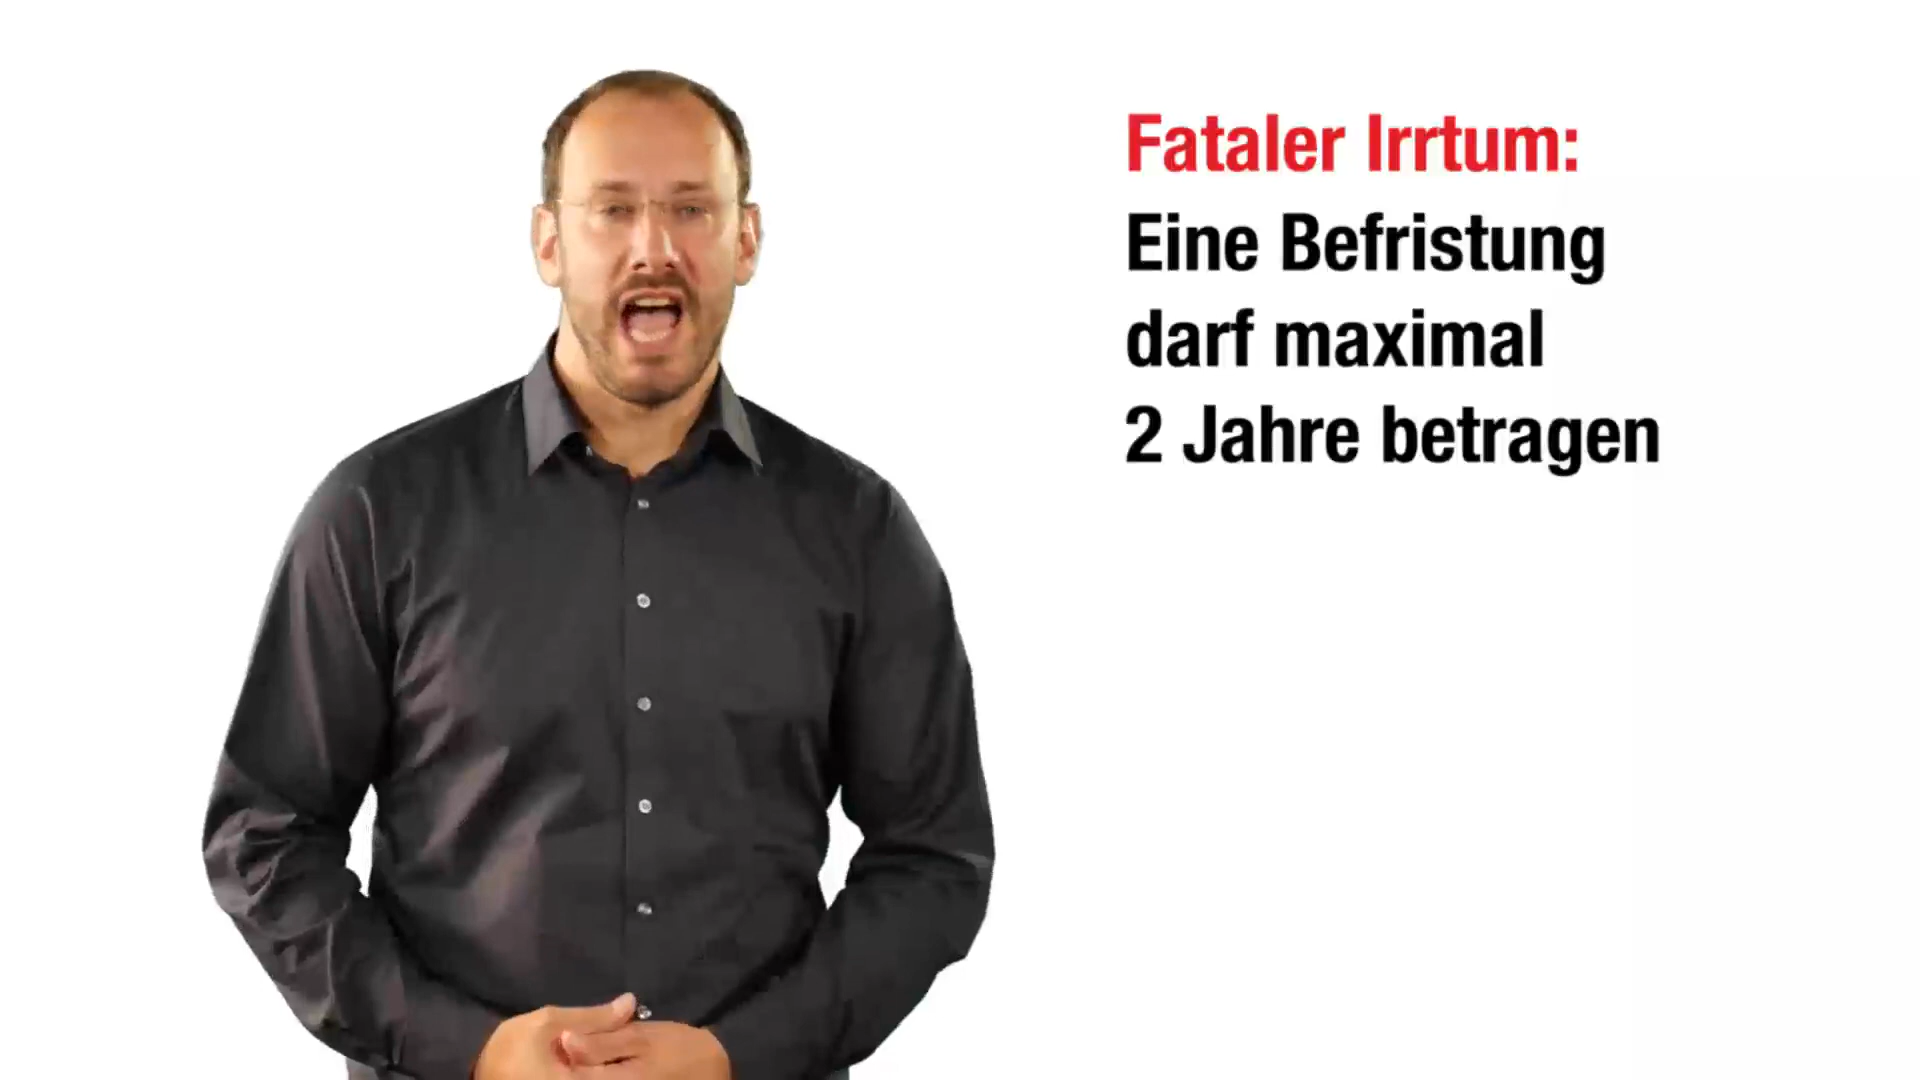 Fataler Irrtum:
Eine Befristung
darf maximal
2 Jahre betragen